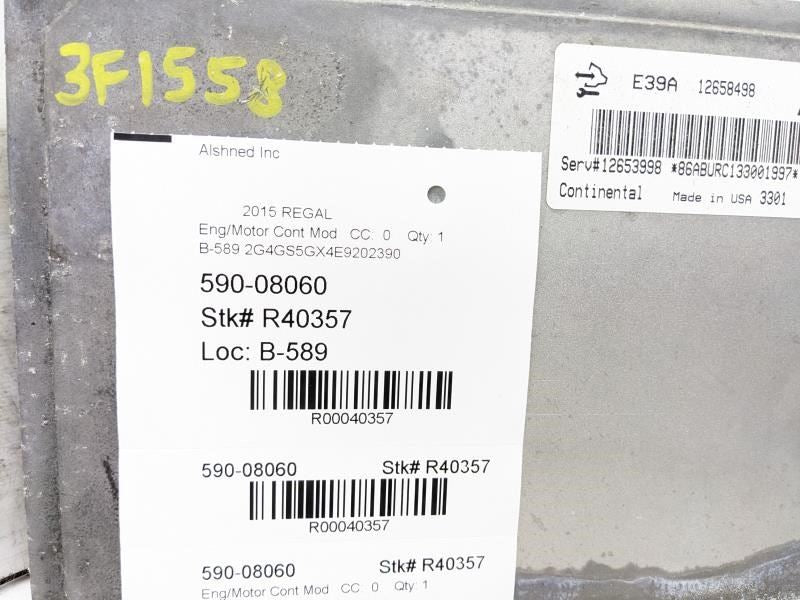 3F1558
E39A 12658498
Serv#12653998 *86ABURC133001997*
Continental Made in USA 3301
Alshned Inc
2015 REGAL
Eng/Motor Cont Mod CC: 0 Qty: 1
B-589 2G4GS5GX4E9202390
590-08060
Stk# R40357
Loc: B-589
R00040357
590-08060 Stk# R40357
R00040357
590-08060 Stk# R40357
Eng/Motor Cont Mod CC: 0 Qty: 1